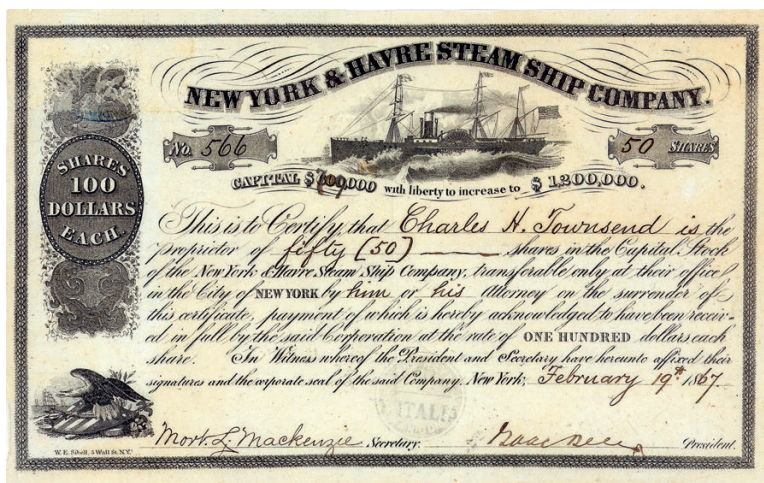 NEW YORK & HAVRE STEAM SHIP COMPANY.
No. 566
50 SHARES
CAPITAL $ 000 with liberty to increase to $ 1,200,000.
SHARES
100
DOLLARS
EACH.
This is to Certify, that Charles H. Townsend is the
proprietor of fifty (50) shares in the Capital Stock
of the New York & Havre Steam Ship Company, transferable only at their office
in the City of NEW YORK by him or his Attorney on the surrender of
this certificate, payment of which is hereby acknowledged to have been receiv-
ed in full by the said Corporation at the rate of ONE HUNDRED dollars each
share. In Witness whereof the President and Secretary have hereunto affixed their
signatures and the corporate seal of the said Company. New York, February 19th 1867
Mort. L. Mackenzie Secretary. President.
W. E. Sibell, 5 Wall St. N.Y.